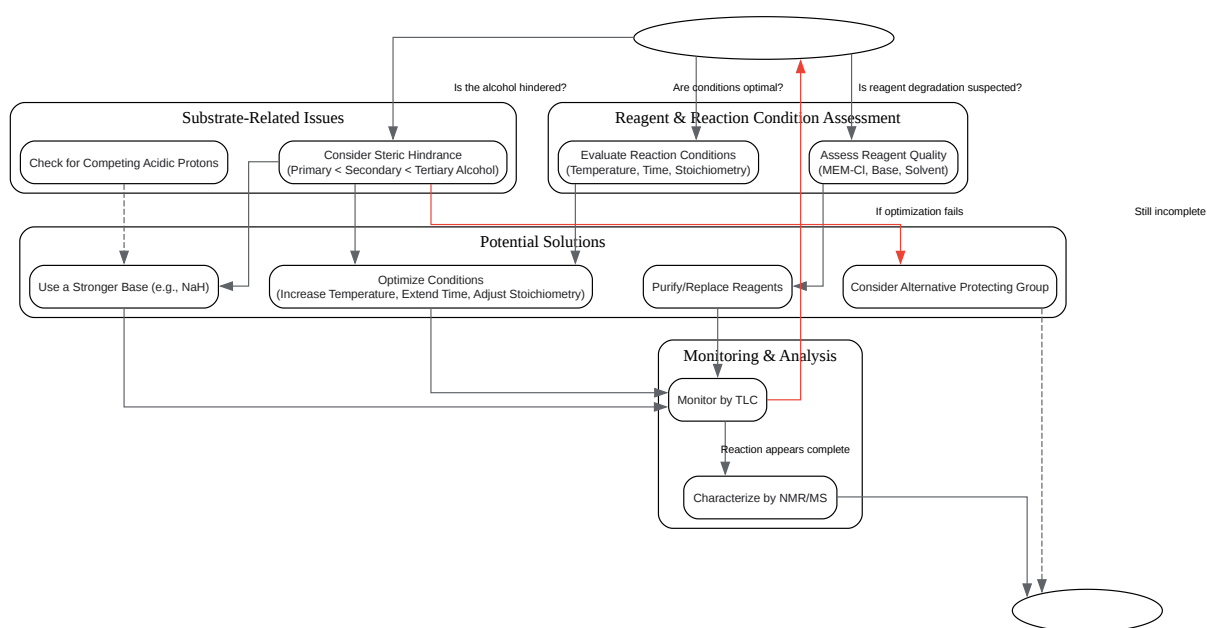 Is the alcohol hindered?
Are conditions optimal?
Is reagent degradation suspected?
Substrate-Related Issues
Reagent & Reaction Condition Assessment
Check for Competing Acidic Protons
Consider Steric Hindrance
(Primary < Secondary < Tertiary Alcohol)
Evaluate Reaction Conditions
(Temperature, Time, Stoichiometry)
Assess Reagent Quality
(MEM-Cl, Base, Solvent)
If optimization fails
Still incomplete
Potential Solutions
Use a Stronger Base (e.g., NaH)
Optimize Conditions
(Increase Temperature, Extend Time, Adjust Stoichiometry)
Purify/Replace Reagents
Consider Alternative Protecting Group
Monitoring & Analysis
Monitor by TLC
Reaction appears complete
Characterize by NMR/MS